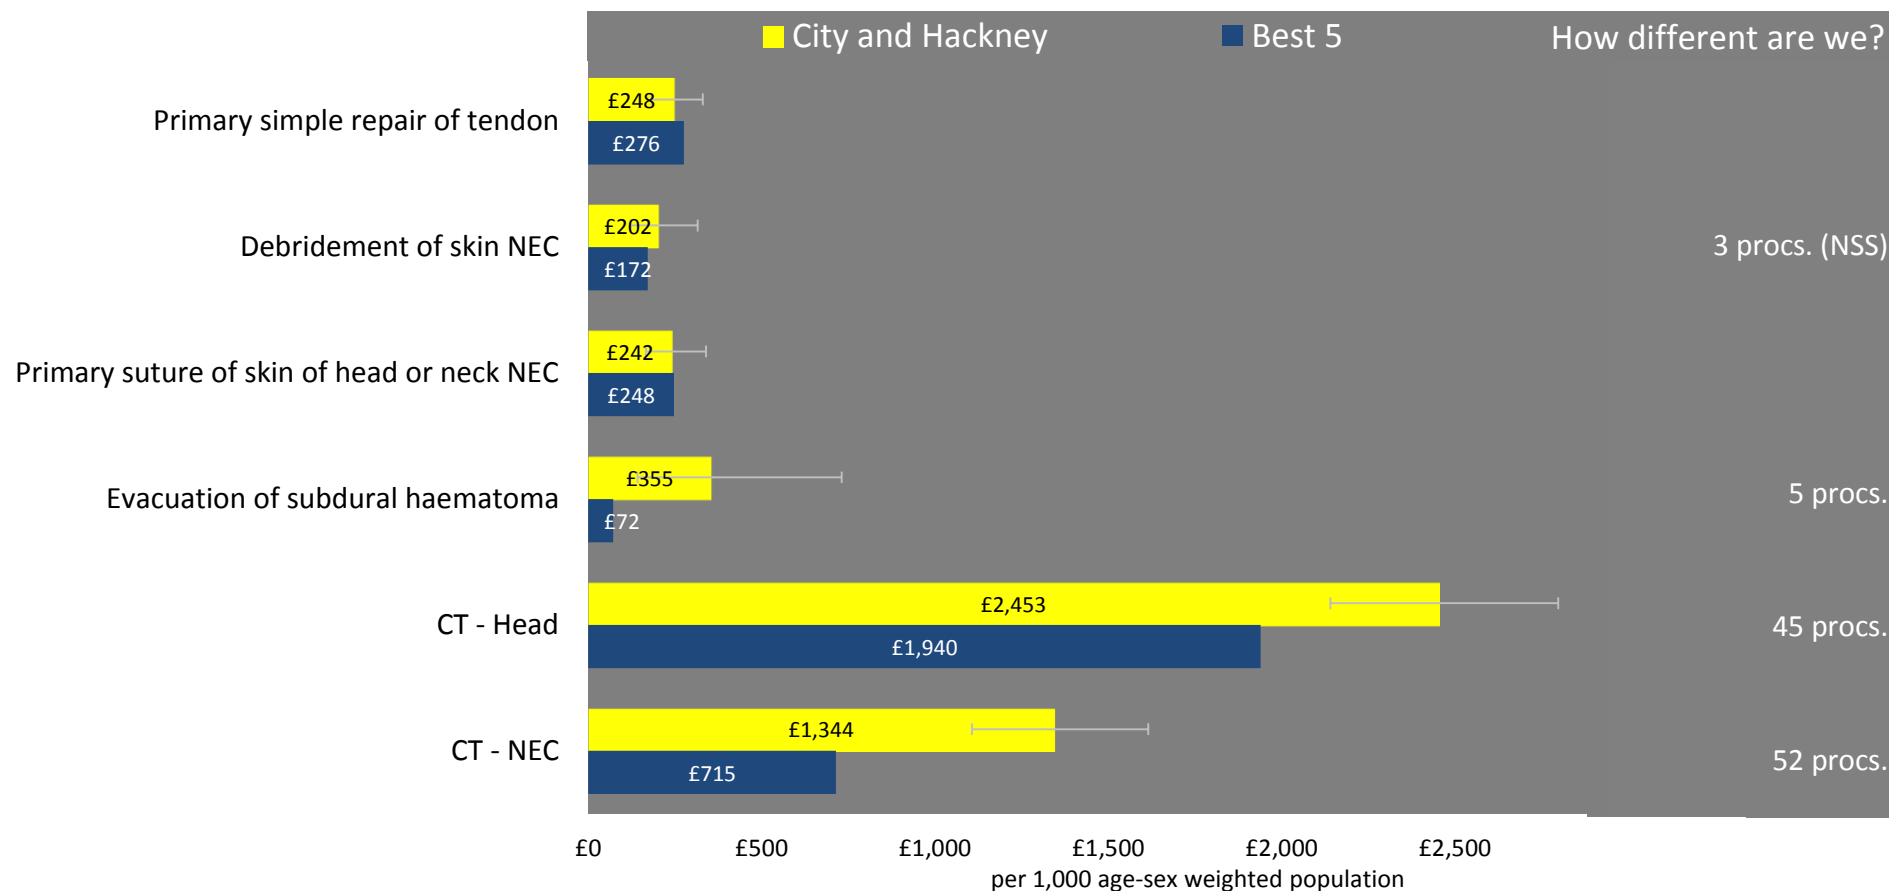 City and Hackney
Best 5
How different are we?
Primary simple repair of tendon
£248
£276
Debridement of skin NEC
£202
£172
3 procs. (NSS)
Primary suture of skin of head or neck NEC
£242
£248
Evacuation of subdural haematoma
£355
£72
5 procs.
CT - Head
£2,453
£1,940
45 procs.
CT - NEC
£1,344
£715
52 procs.
£0
£500
£1,000
£1,500
£2,000
£2,500
per 1,000 age-sex weighted population